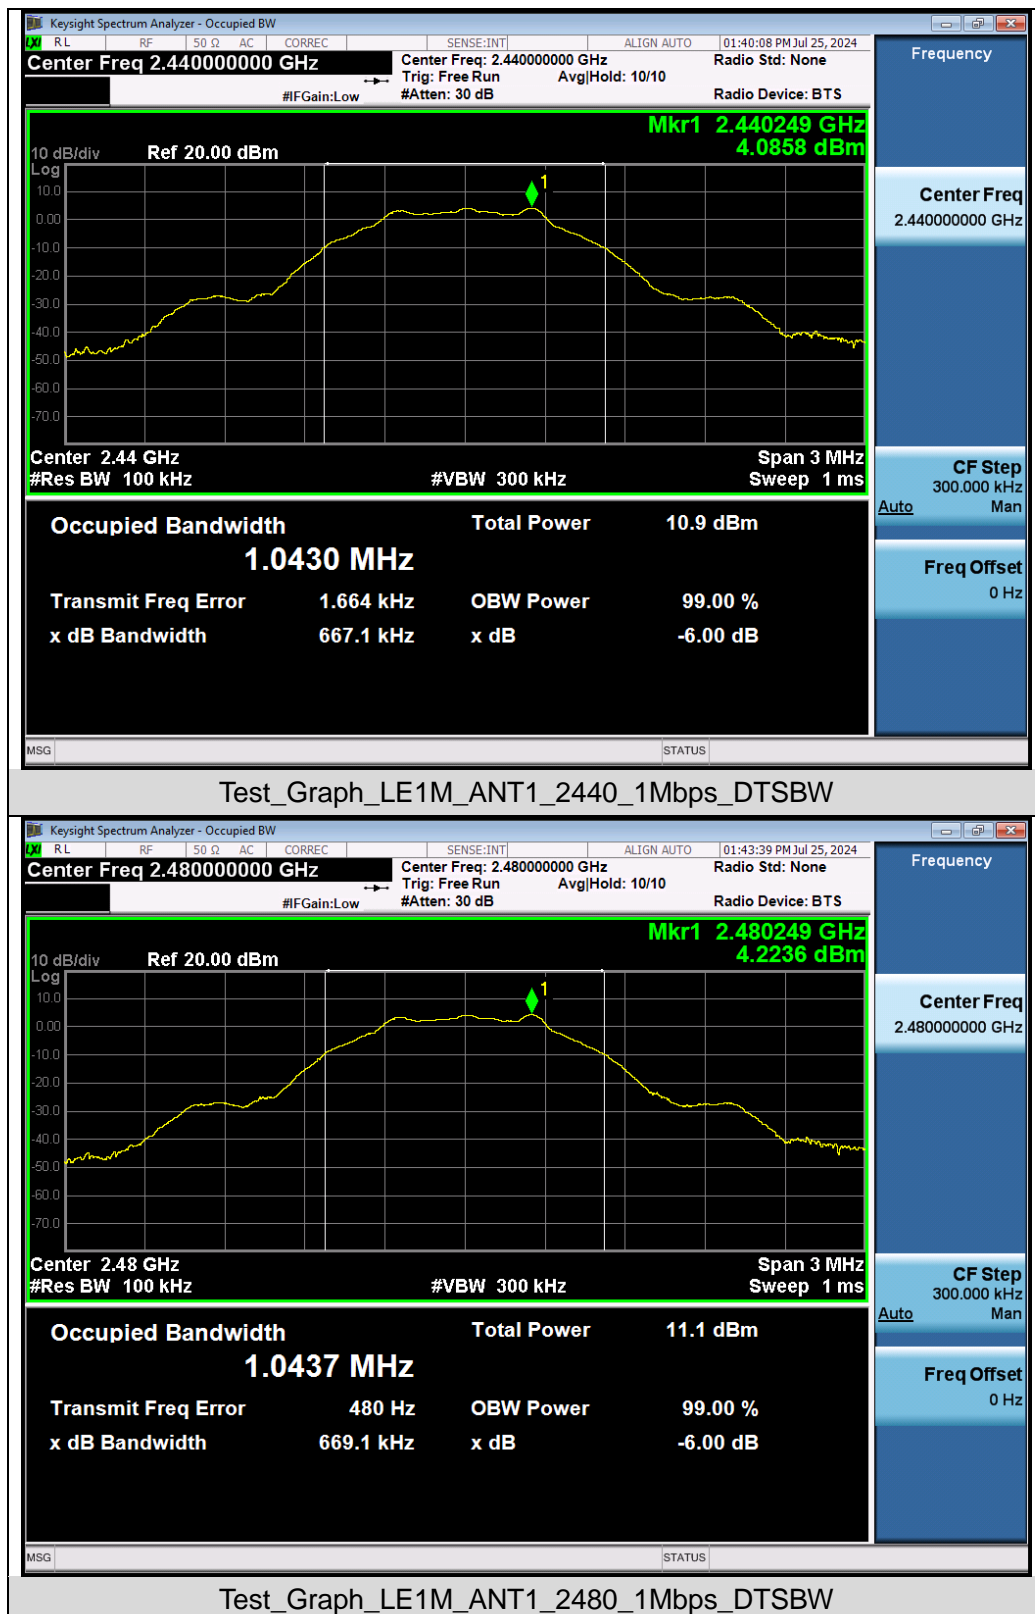 Keysight Spectrum Analyzer - Occupied BW
LXI RL RF 50 Ω AC CORREC SENSE:INT ALIGN AUTO 01:40:08 PM Jul 25, 2024
Center Freq 2.440000000 GHz Center Freq: 2.440000000 GHz Radio Std: None
Trig: Free Run Avg|Hold: 10/10
#IFGain:Low #Atten: 30 dB Radio Device: BTS
Mkr1 2.440249 GHz
4.0858 dBm
10 dB/div Ref 20.00 dBm
Log
10.0
0.00
-10.0
-20.0
-30.0
-40.0
-50.0
-60.0
-70.0
1
Center 2.44 GHz Span 3 MHz
#Res BW 100 kHz #VBW 300 kHz Sweep 1 ms
Occupied Bandwidth Total Power 10.9 dBm
1.0430 MHz
Transmit Freq Error 1.664 kHz OBW Power 99.00 %
x dB Bandwidth 667.1 kHz x dB -6.00 dB
MSG STATUS
Frequency
Center Freq
2.440000000 GHz
CF Step
300.000 kHz
Auto Man
Freq Offset
0 Hz
Test_Graph_LE1M_ANT1_2440_1Mbps_DTSBW
Keysight Spectrum Analyzer - Occupied BW
LXI RL RF 50 Ω AC CORREC SENSE:INT ALIGN AUTO 01:43:39 PM Jul 25, 2024
Center Freq 2.480000000 GHz Center Freq: 2.480000000 GHz Radio Std: None
Trig: Free Run Avg|Hold: 10/10
#IFGain:Low #Atten: 30 dB Radio Device: BTS
Mkr1 2.480249 GHz
4.2236 dBm
10 dB/div Ref 20.00 dBm
Log
10.0
0.00
-10.0
-20.0
-30.0
-40.0
-50.0
-60.0
-70.0
1
Center 2.48 GHz Span 3 MHz
#Res BW 100 kHz #VBW 300 kHz Sweep 1 ms
Occupied Bandwidth Total Power 11.1 dBm
1.0437 MHz
Transmit Freq Error 480 Hz OBW Power 99.00 %
x dB Bandwidth 669.1 kHz x dB -6.00 dB
MSG STATUS
Frequency
Center Freq
2.480000000 GHz
CF Step
300.000 kHz
Auto Man
Freq Offset
0 Hz
Test_Graph_LE1M_ANT1_2480_1Mbps_DTSBW